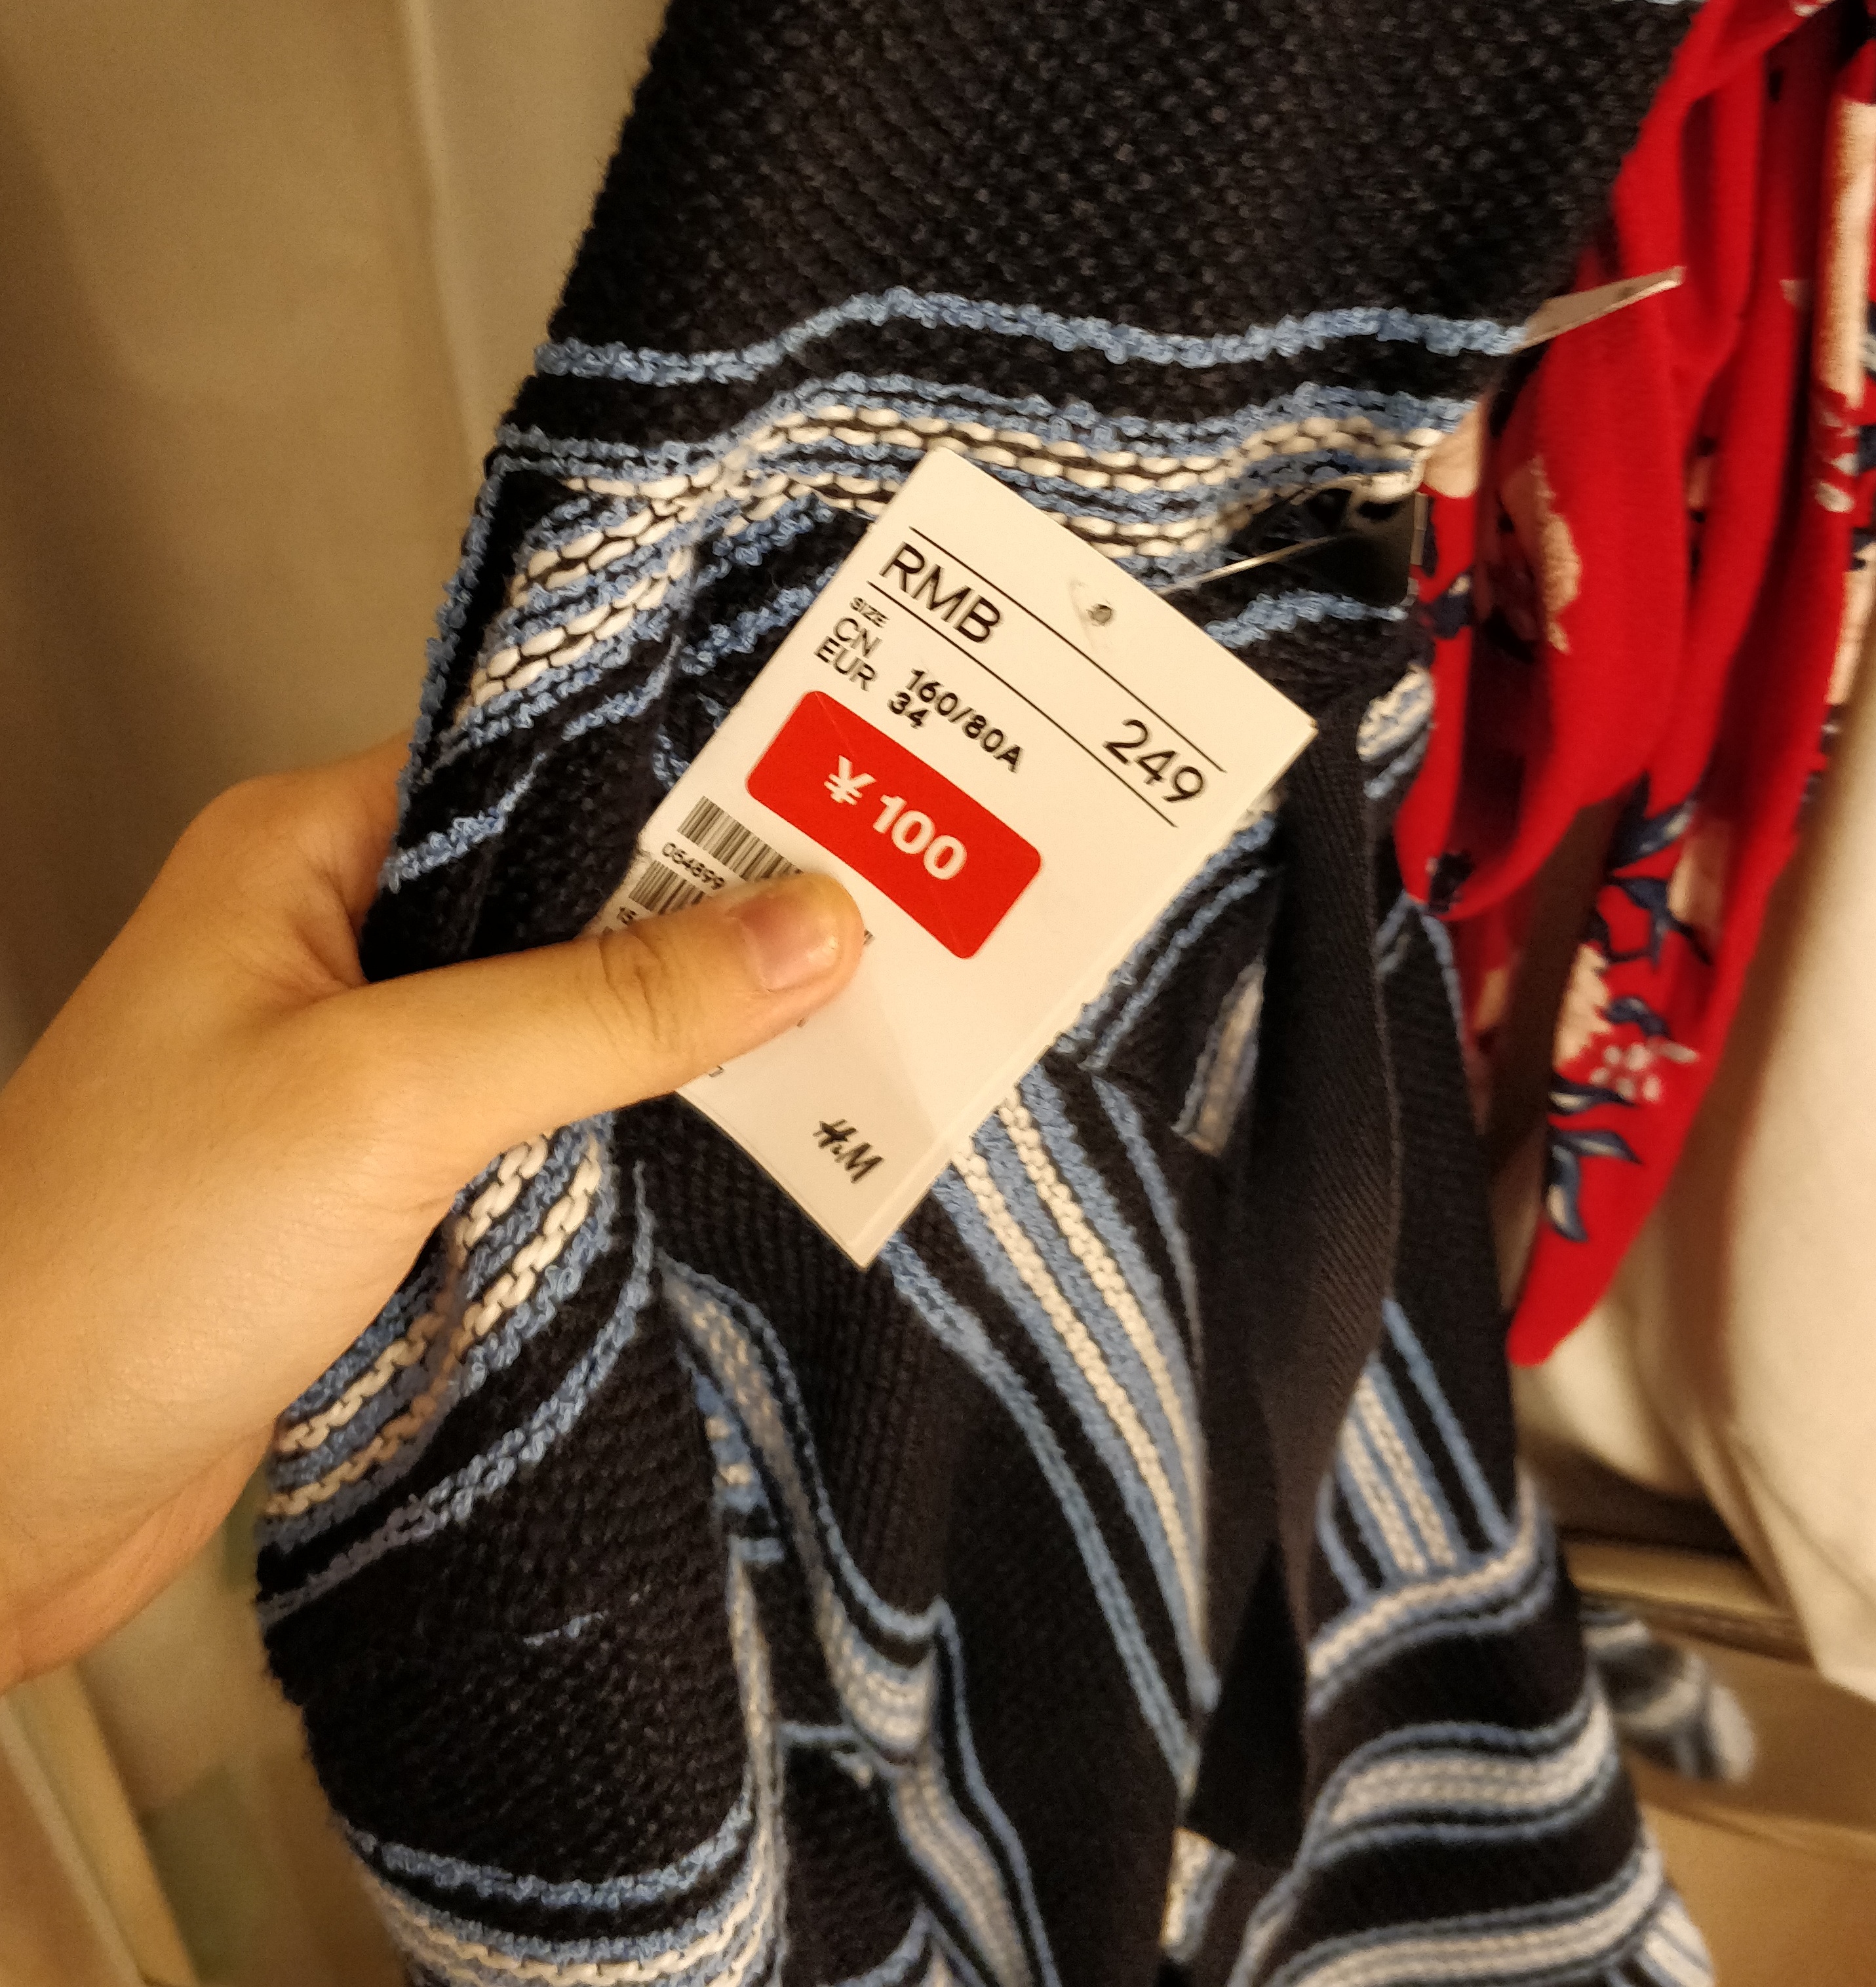 RMB 249
SIZE
CN 160/80A
EUR 34
¥ 100
H&M